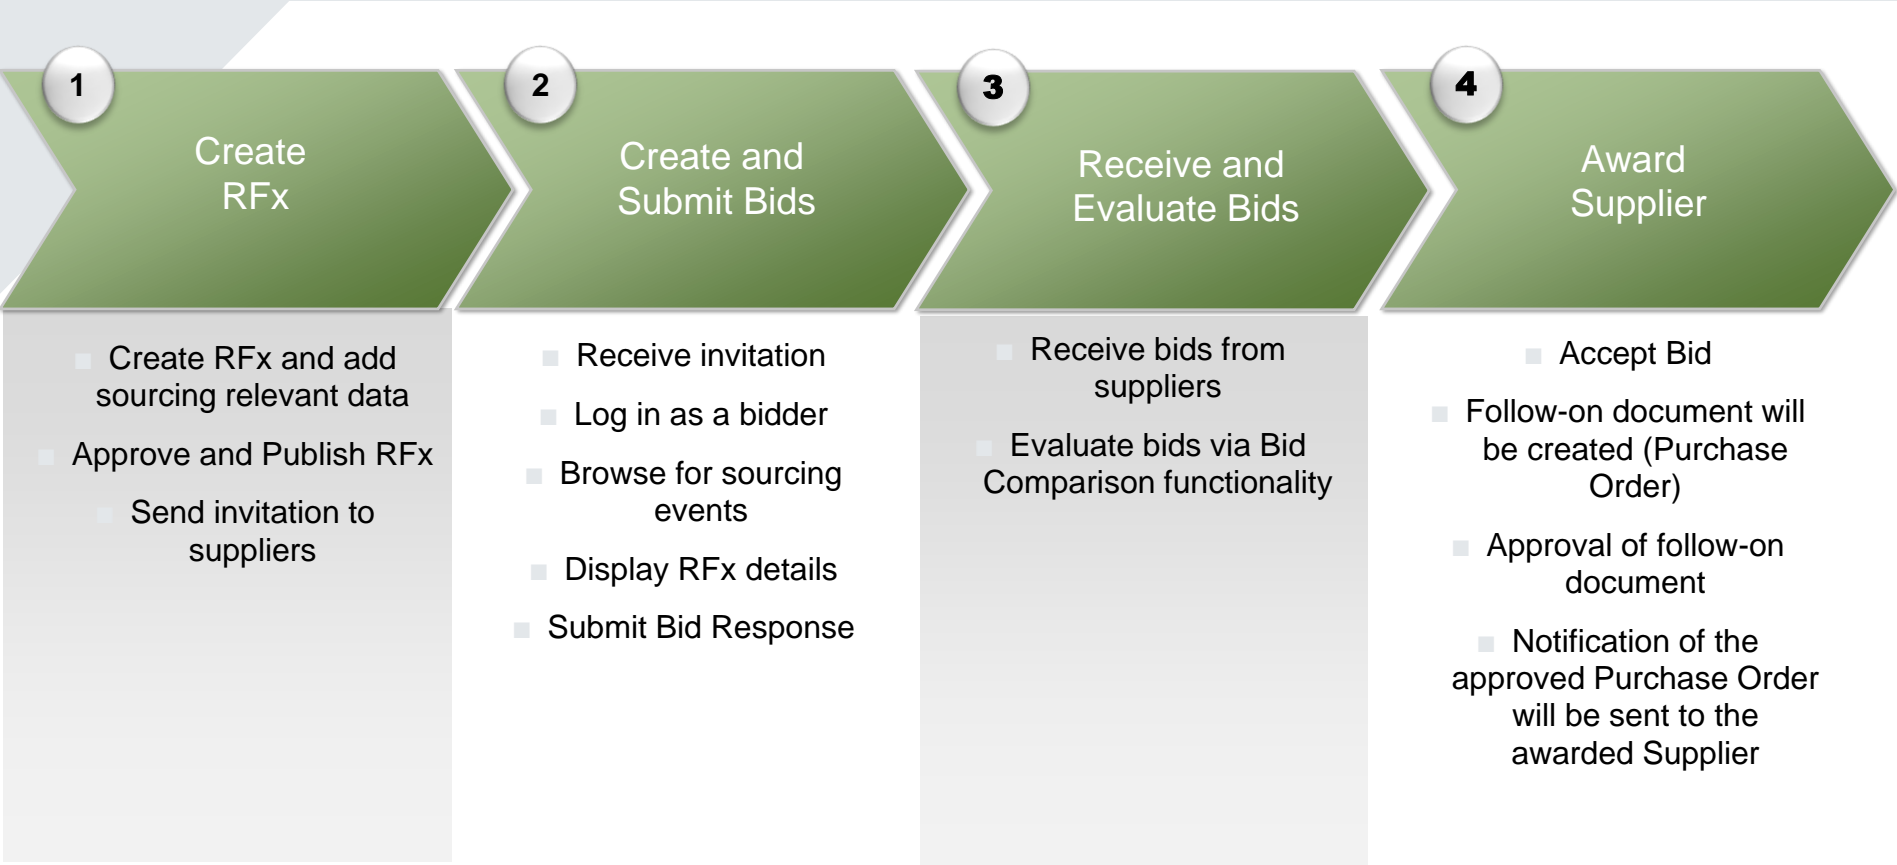 1
Create
RFx
Create RFx and add
sourcing relevant data
Approve and Publish RFx
Send invitation to
suppliers
2
Create and
Submit Bids
Receive invitation
Log in as a bidder
Browse for sourcing
events
Display RFx details
Submit Bid Response
3
Receive and
Evaluate Bids
Receive bids from
suppliers
Evaluate bids via Bid
Comparison functionality
4
Award
Supplier
Accept Bid
Follow-on document will
be created (Purchase
Order)
Approval of follow-on
document
Notification of the
approved Purchase Order
will be sent to the
awarded Supplier